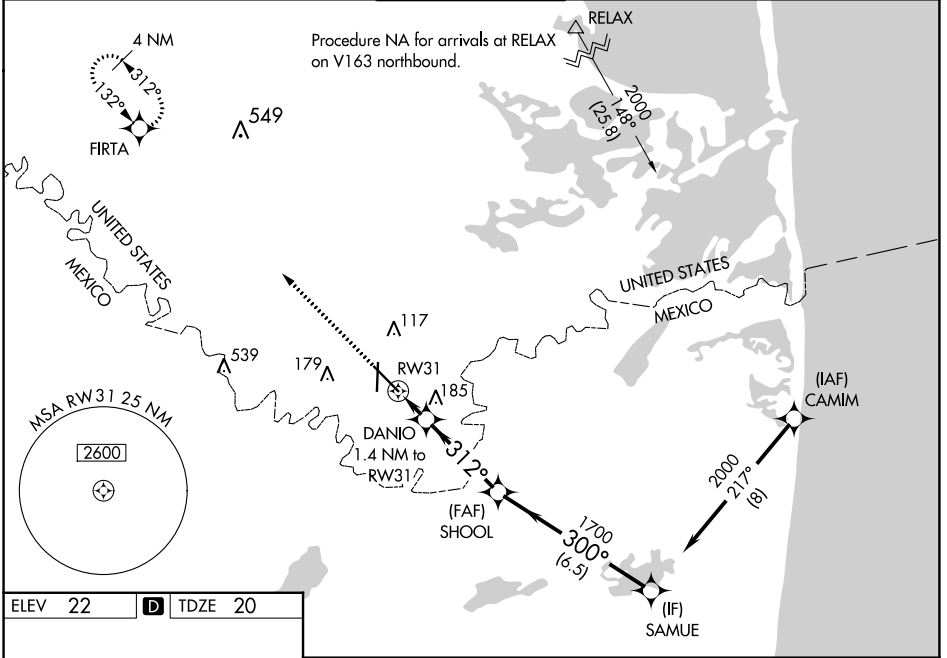 4 NM
312°
132°
FIRTA
549
Procedure NA for arrivals at RELAX
on V163 northbound.
RELAX
2000
148°
(25.8)
UNITED STATES
MEXICO
UNITED STATES
MEXICO
117
539
179
RW31
185
DANIO
1.4 NM to
RW31
312°
(FAF)
SHOOL
1700
300°
(6.5)
(IAF)
CAMIM
2000
217°
(8)
(IF)
SAMUE
MSA RW31 25 NM
2600
ELEV 22 D TDZE 20